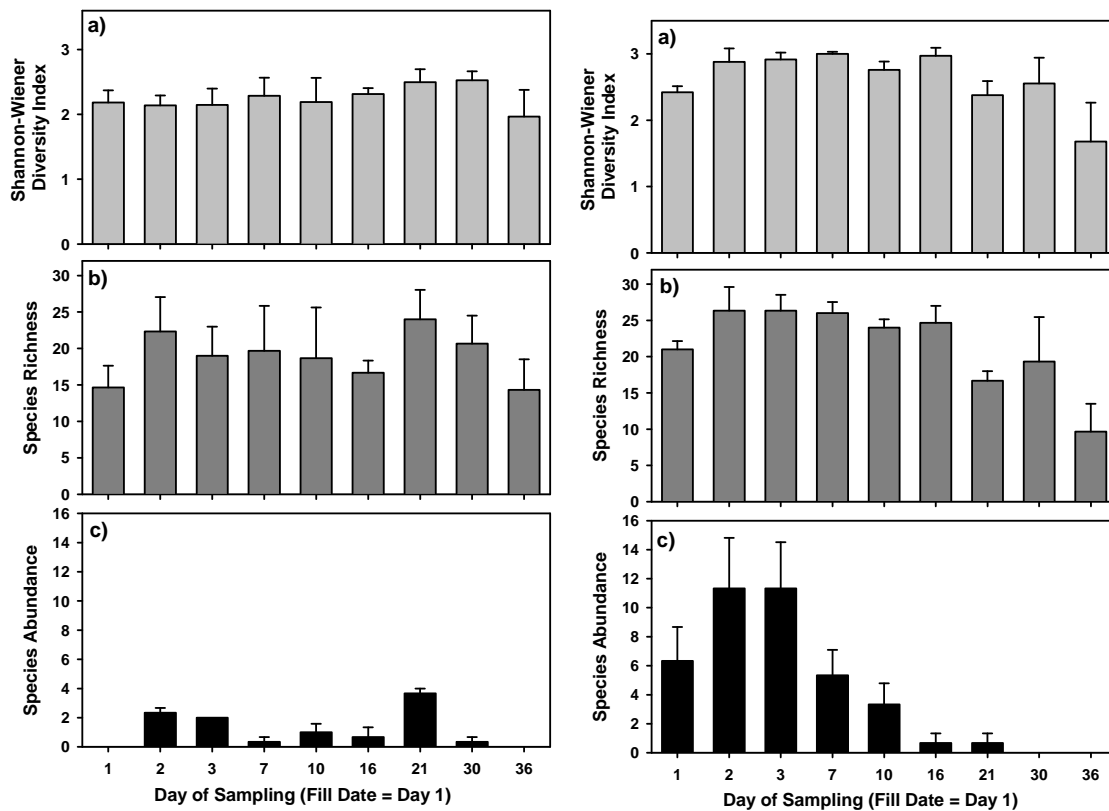 a)
Shannon-Wiener
Diversity Index
3
2
1
0
b)
Species Richness
30
25
20
15
10
5
0
c)
Species Abundance
16
14
12
10
8
6
4
2
0
1 2 3 7 10 16 21 30 36
Day of Sampling (Fill Date = Day 1)
a)
Shannon-Wiener
Diversity Index
3
2
1
0
b)
Species Richness
30
25
20
15
10
5
0
c)
Species Abundance
16
14
12
10
8
6
4
2
0
1 2 3 7 10 16 21 30 36
Day of Sampling (Fill Date = Day 1)